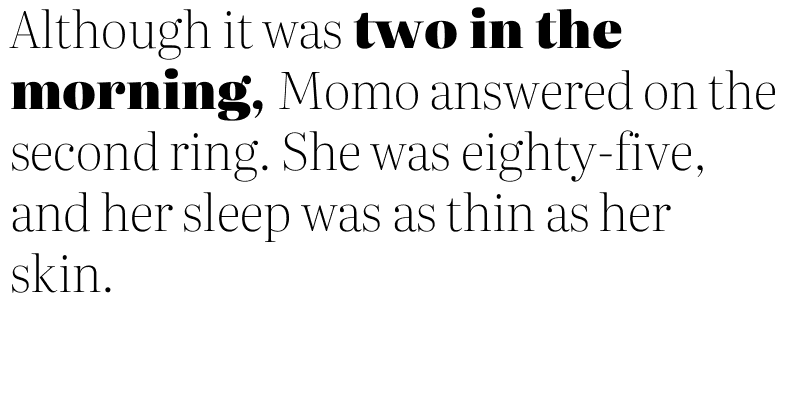 Although it was two in the
morning, Momo answered on the
second ring. She was eighty-five,
and her sleep was as thin as her
skin.